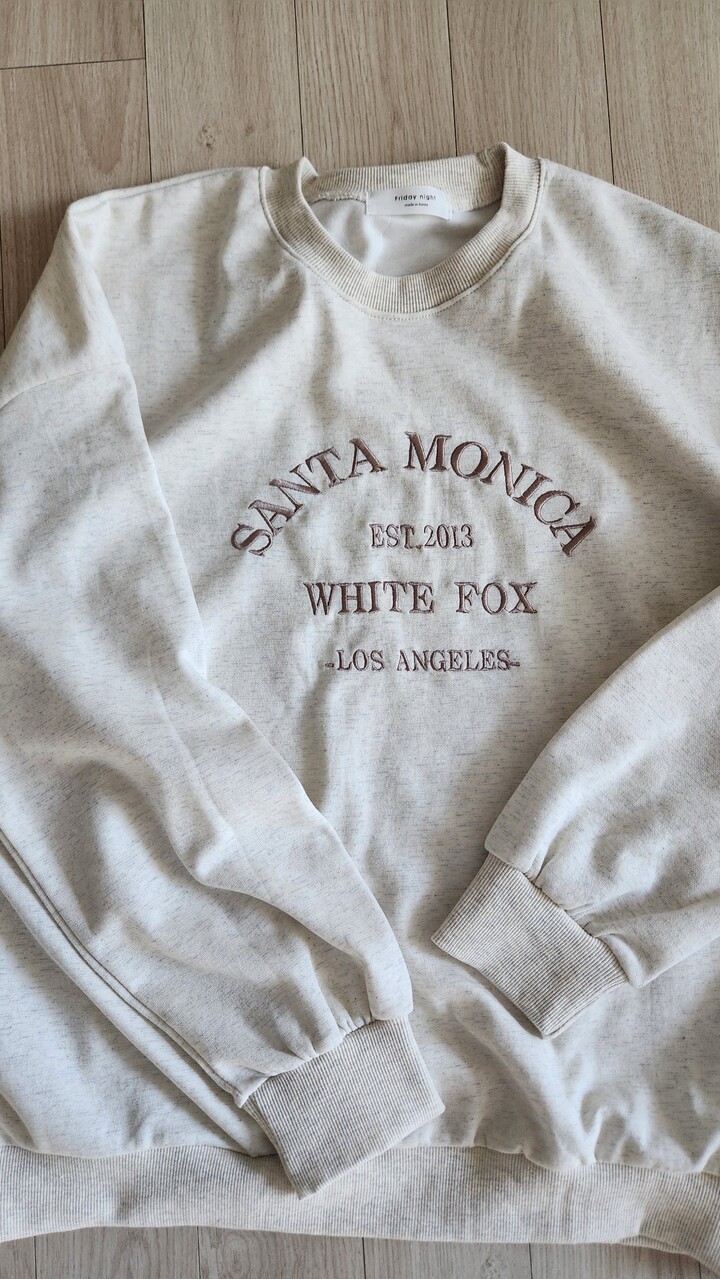 Friday night
made in korea
SANTA MONICA
EST.2013
WHITE FOX
-LOS ANGELES-